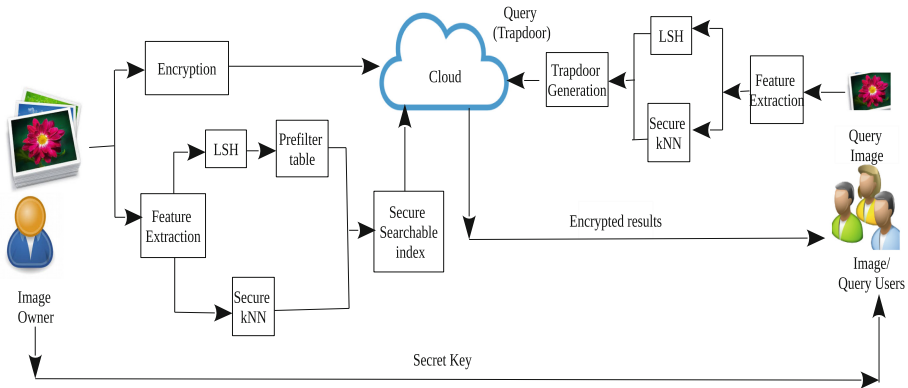 Query
(Trapdoor)
LSH
Encryption
Cloud
Trapdoor
Generation
Feature
Extraction
Secure
kNN
Query
Image
LSH
Prefilter
table
Feature
Extraction
Secure
Searchable
index
Encrypted results
Secure
kNN
Image/
Query Users
Image
Owner
Secret Key